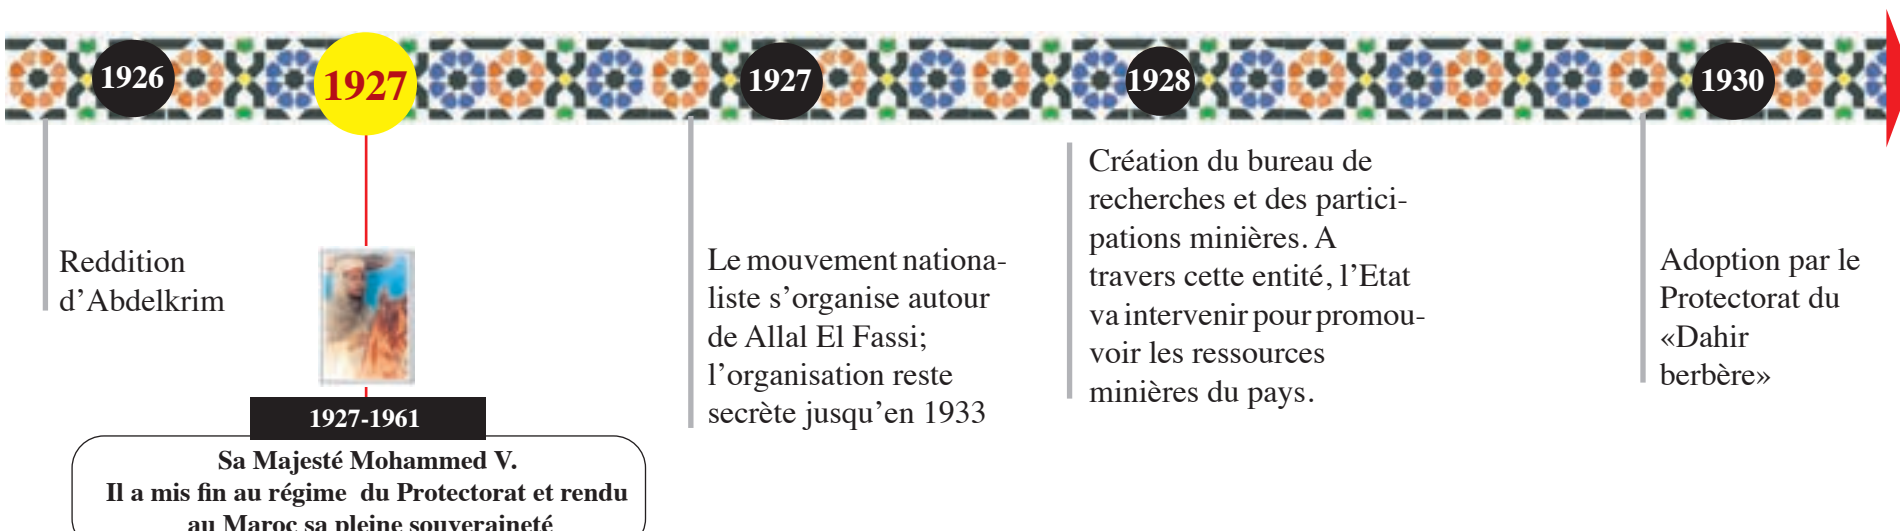 1926
1927
1927
1928
1930
Reddition
d’Abdelkrim
1927-1961
Sa Majesté Mohammed V.
Il a mis fin au régime du Protectorat et rendu
au Maroc sa pleine souveraineté
Le mouvement nationa-
liste s’organise autour
de Allal El Fassi;
l’organisation reste
secrète jusqu’en 1933
Création du bureau de
recherches et des partici-
pations minières. A
travers cette entité, l’Etat
va intervenir pour promou-
voir les ressources
minières du pays.
Adoption par le
Protectorat du
«Dahir
berbère»